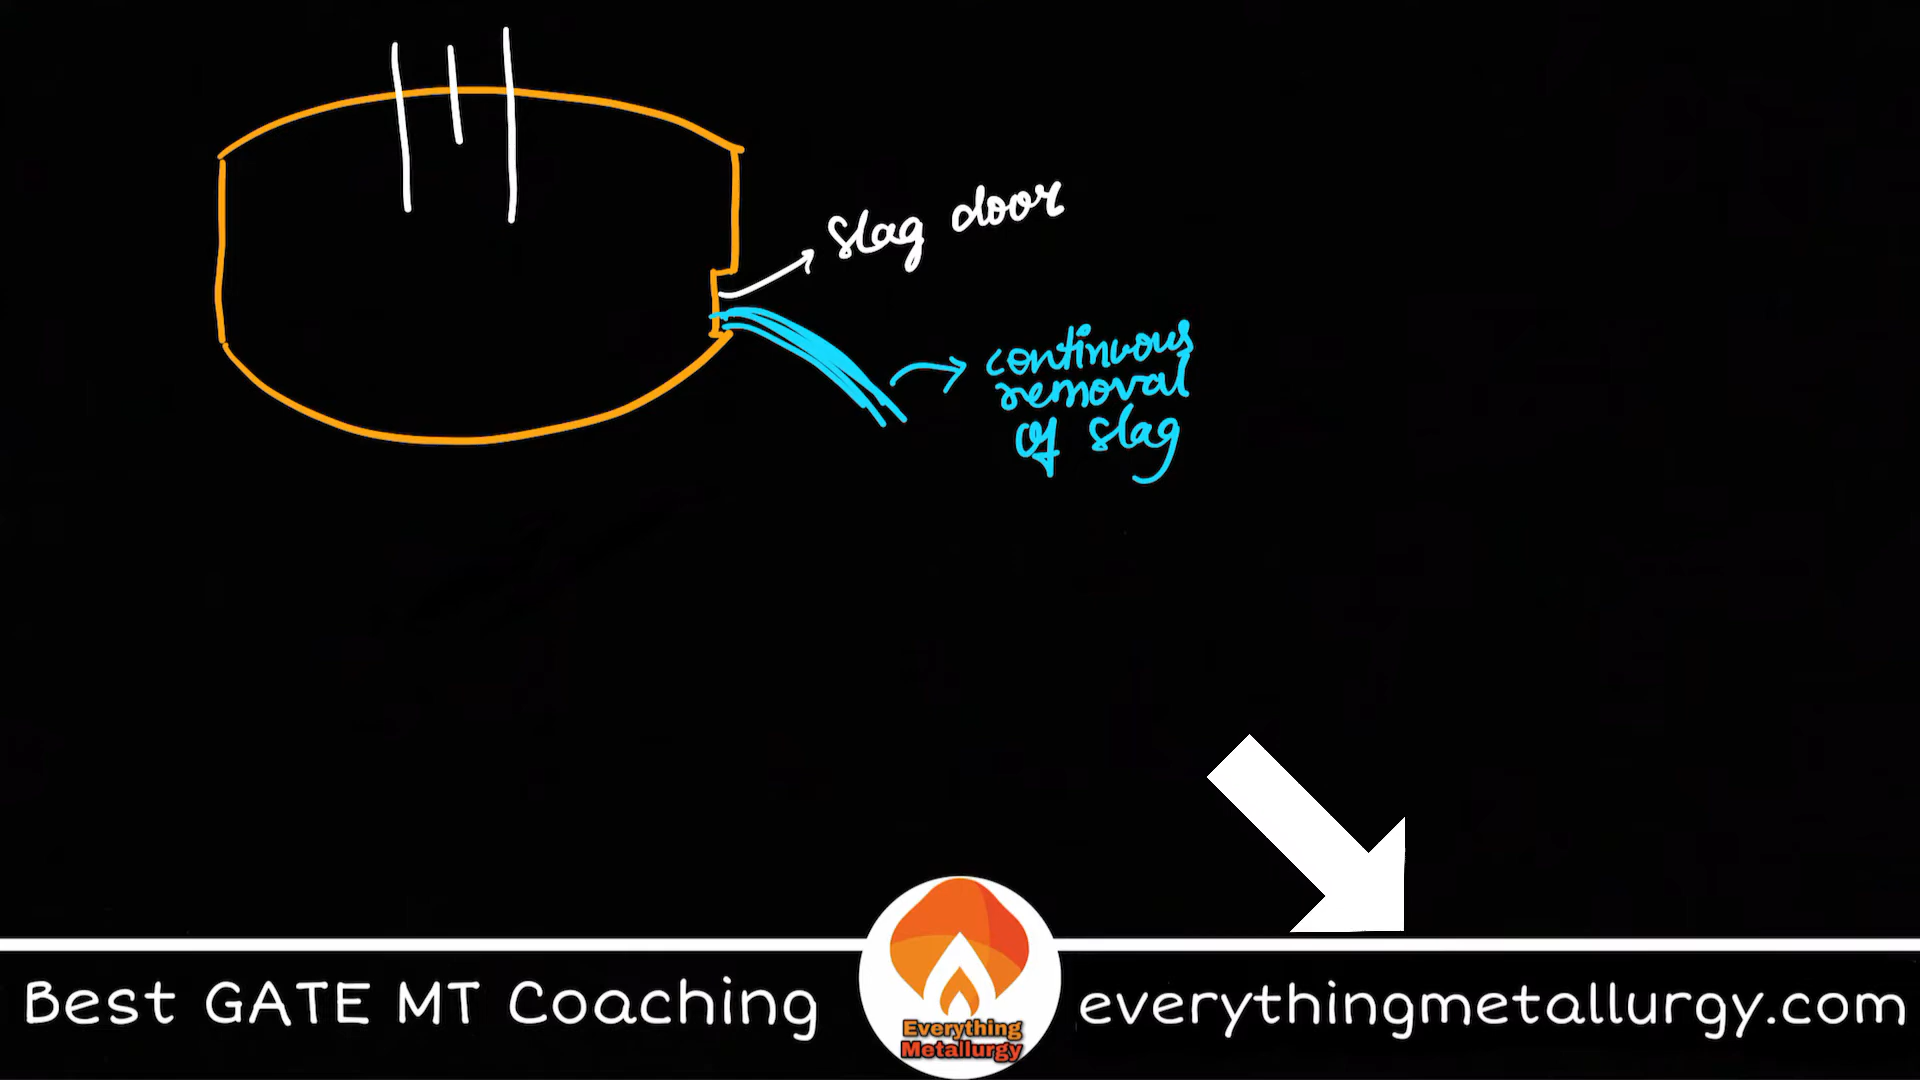 slag door
continuous
removal
of slag
Best GATE MT Coaching
Everything
Metallurgy
everythingmetallurgy.com